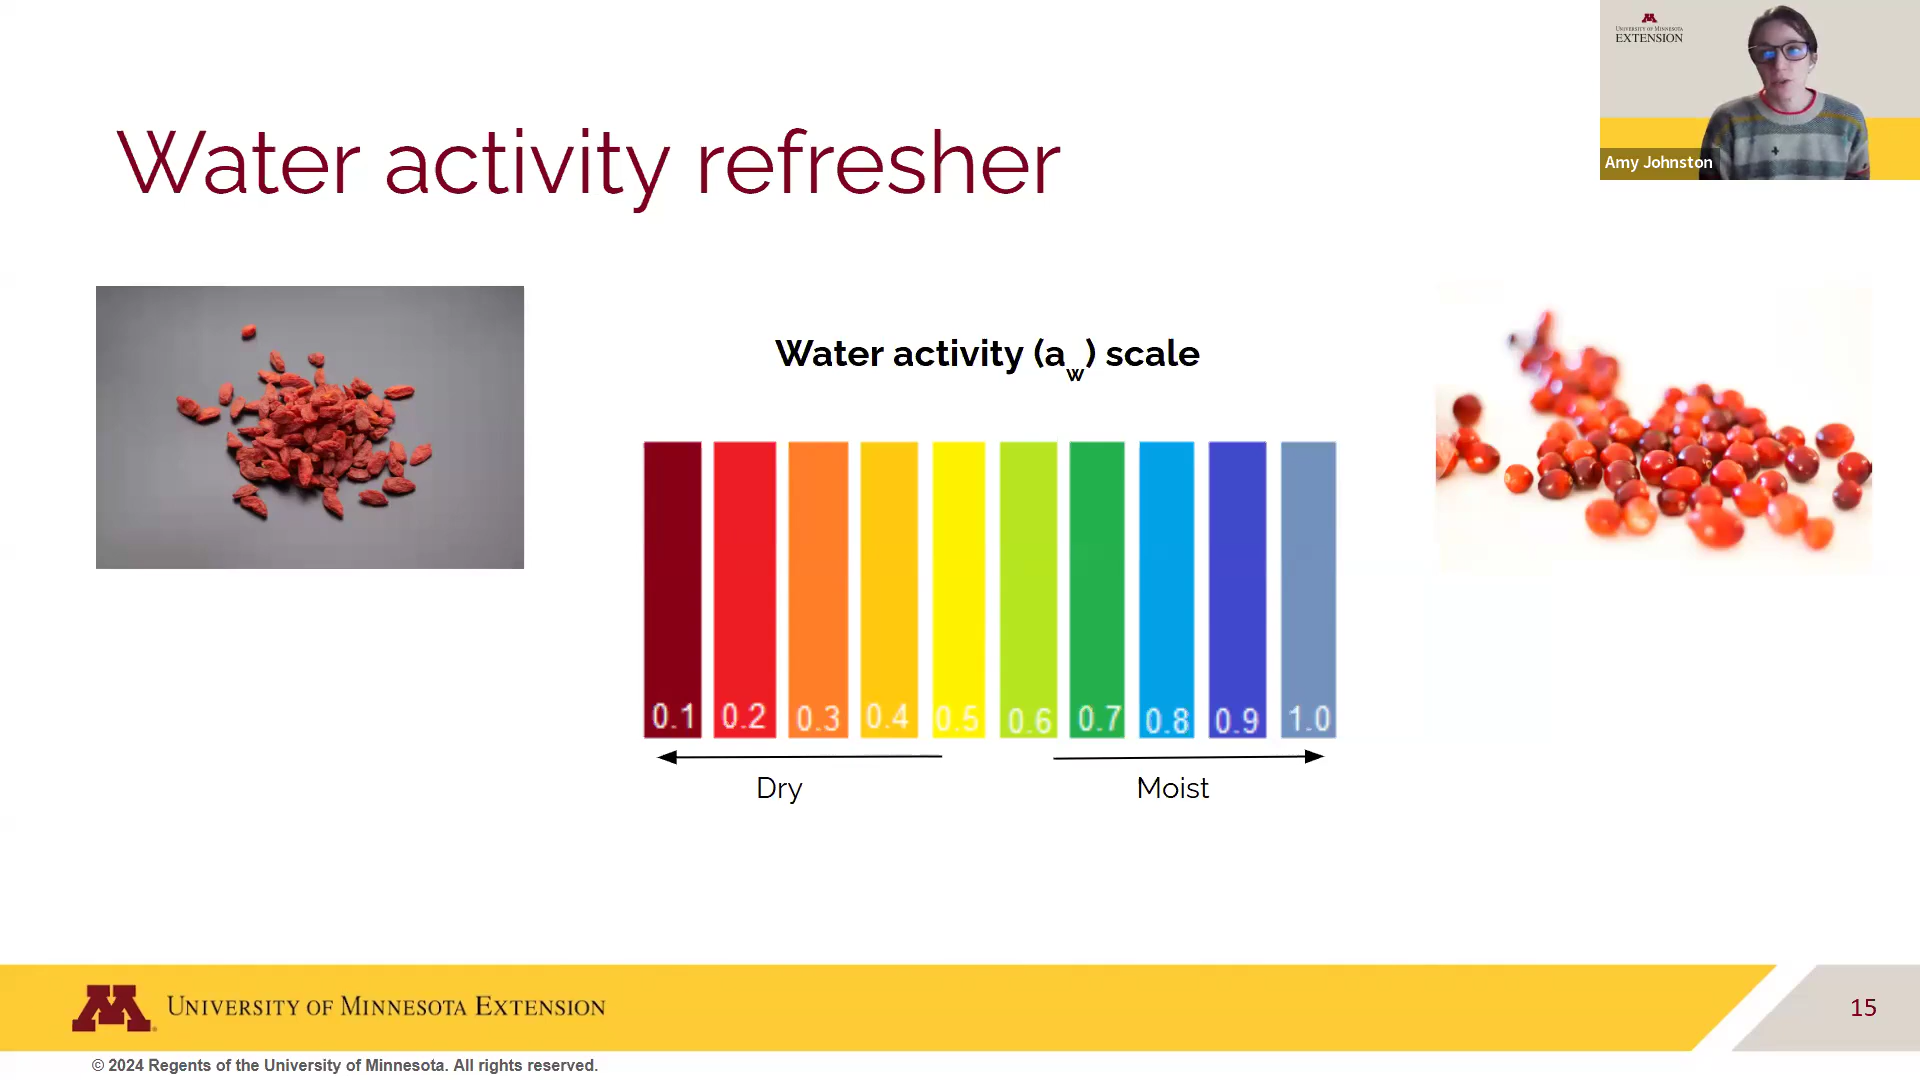 UNIVERSITY OF MINNESOTA
EXTENSION
Amy Johnston
Water activity refresher
Water activity (aw) scale
0.1 0.2 0.3 0.4 0.5 0.6 0.7 0.8 0.9 1.0
Dry Moist
UNIVERSITY OF MINNESOTA EXTENSION
15
© 2024 Regents of the University of Minnesota. All rights reserved.